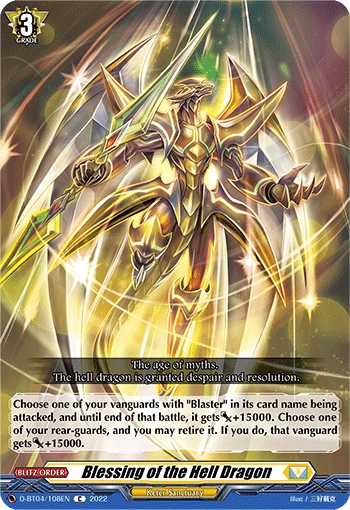 3
GRADE
The age of myths.
The hell dragon is granted despair and resolution.
Choose one of your vanguards with "Blaster" in its card name being
attacked, and until end of that battle, it gets +15000. Choose one
of your rear-guards, and you may retire it. If you do, that vanguard
gets +15000.
BLITZ ORDER
Blessing of the Hell Dragon
Keter Sanctuary
D-BT04/108EN C 2022
Illust / 三好載克